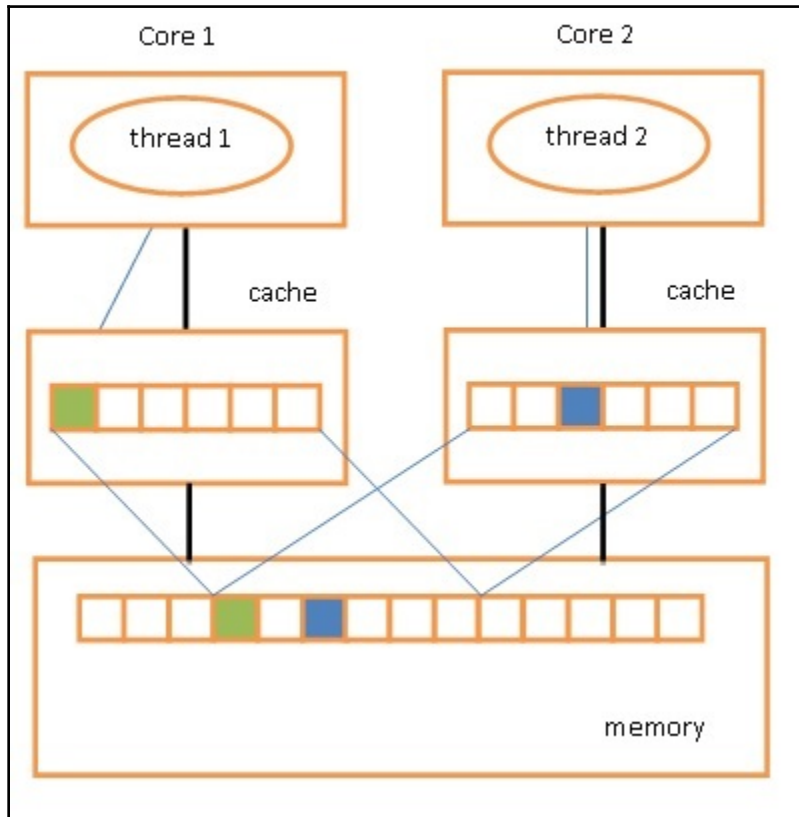 Core 1
Core 2
thread 1
thread 2
cache
cache
memory